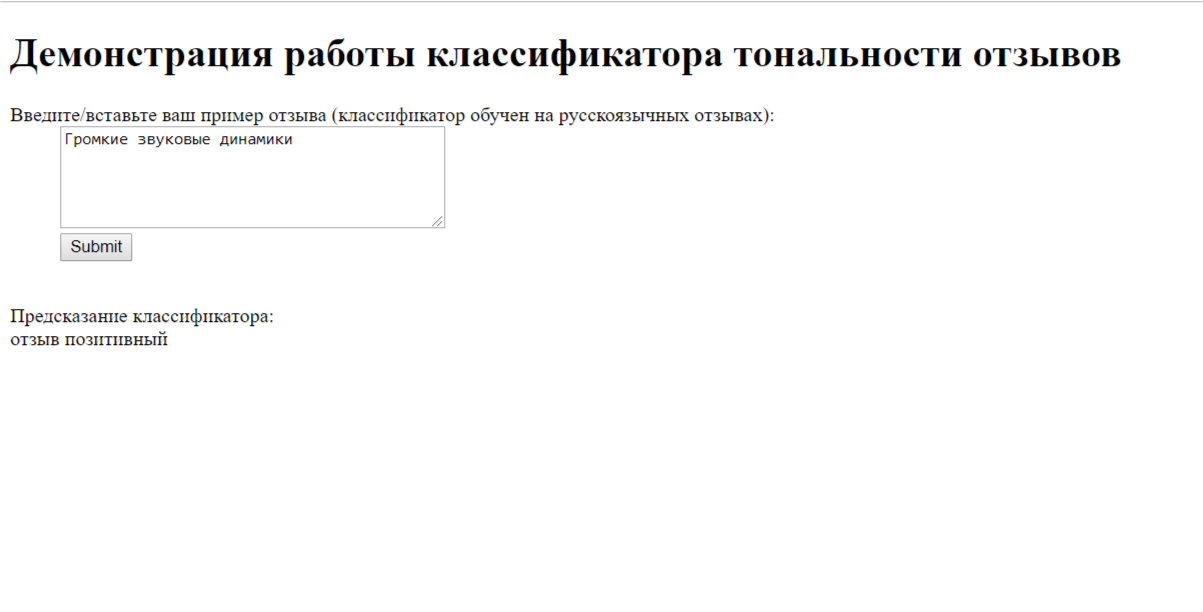 Демонстрация работы классификатора тональности отзывов
Введите/вставьте ваш пример отзыва (классификатор обучен на русскоязычных отзывах):
Громкие звуковые динамики
Submit
Предсказание классификатора:
отзыв позитивный